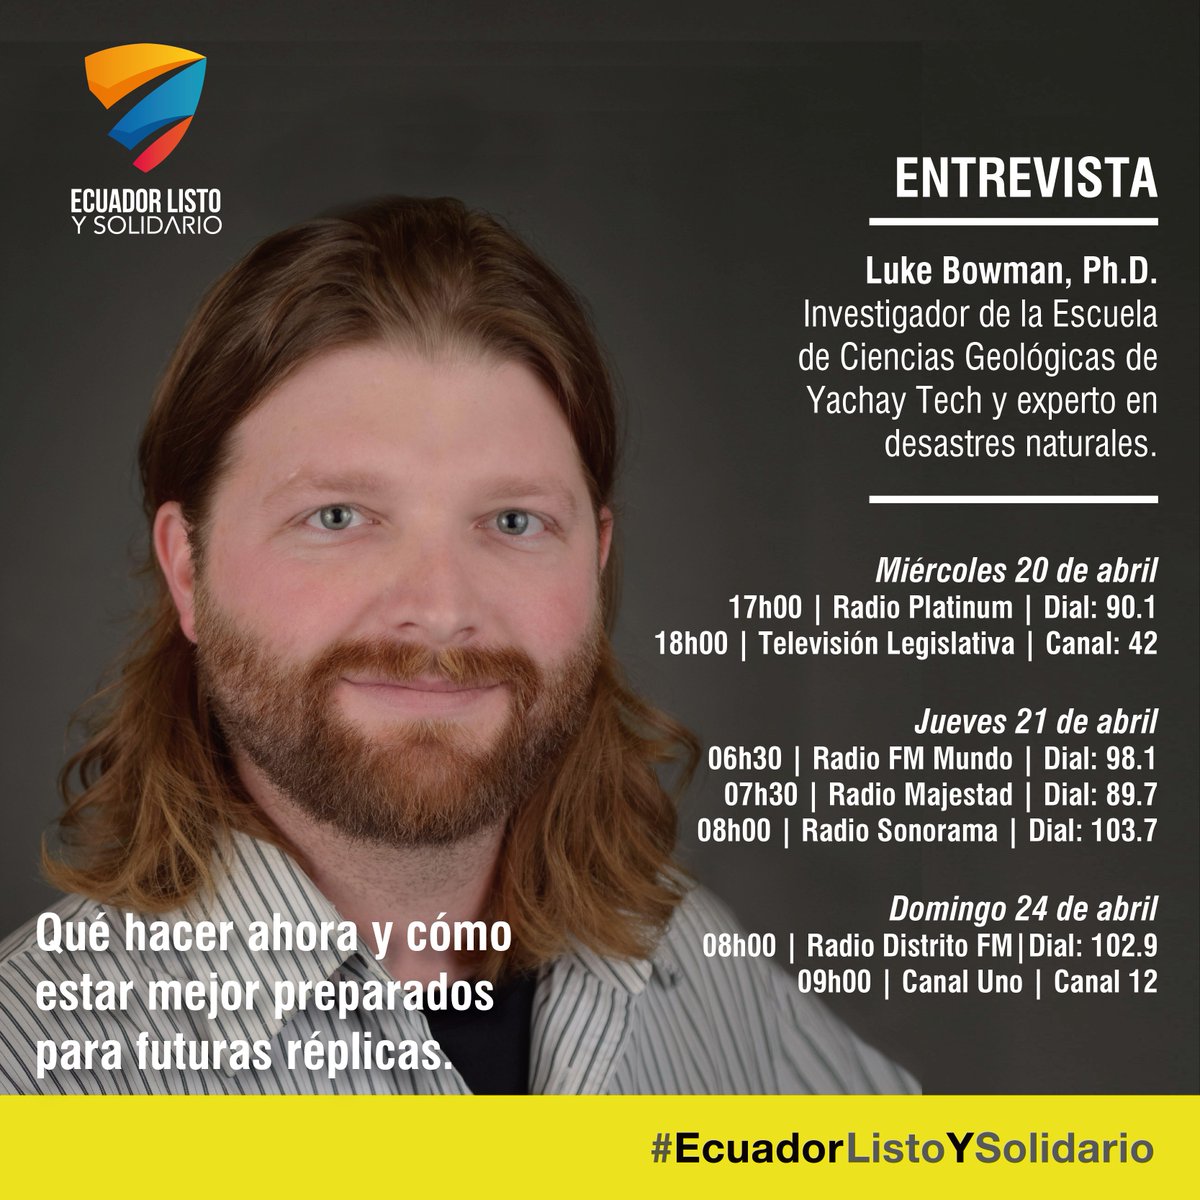 ECUADOR LISTO
Y SOLIDARIO
ENTREVISTA
Luke Bowman, Ph.D.
Investigador de la Escuela
de Ciencias Geológicas de
Yachay Tech y experto en
desastres naturales.
Miércoles 20 de abril
17h00 | Radio Platinum | Dial: 90.1
18h00 | Televisión Legislativa | Canal: 42
Jueves 21 de abril
06h30 | Radio FM Mundo | Dial: 98.1
07h30 | Radio Majestad | Dial: 89.7
08h00 | Radio Sonorama | Dial: 103.7
Domingo 24 de abril
08h00 | Radio Distrito FM|Dial: 102.9
09h00 | Canal Uno | Canal 12
Qué hacer ahora y cómo
estar mejor preparados
para futuras réplicas.
#EcuadorListoYSolidario